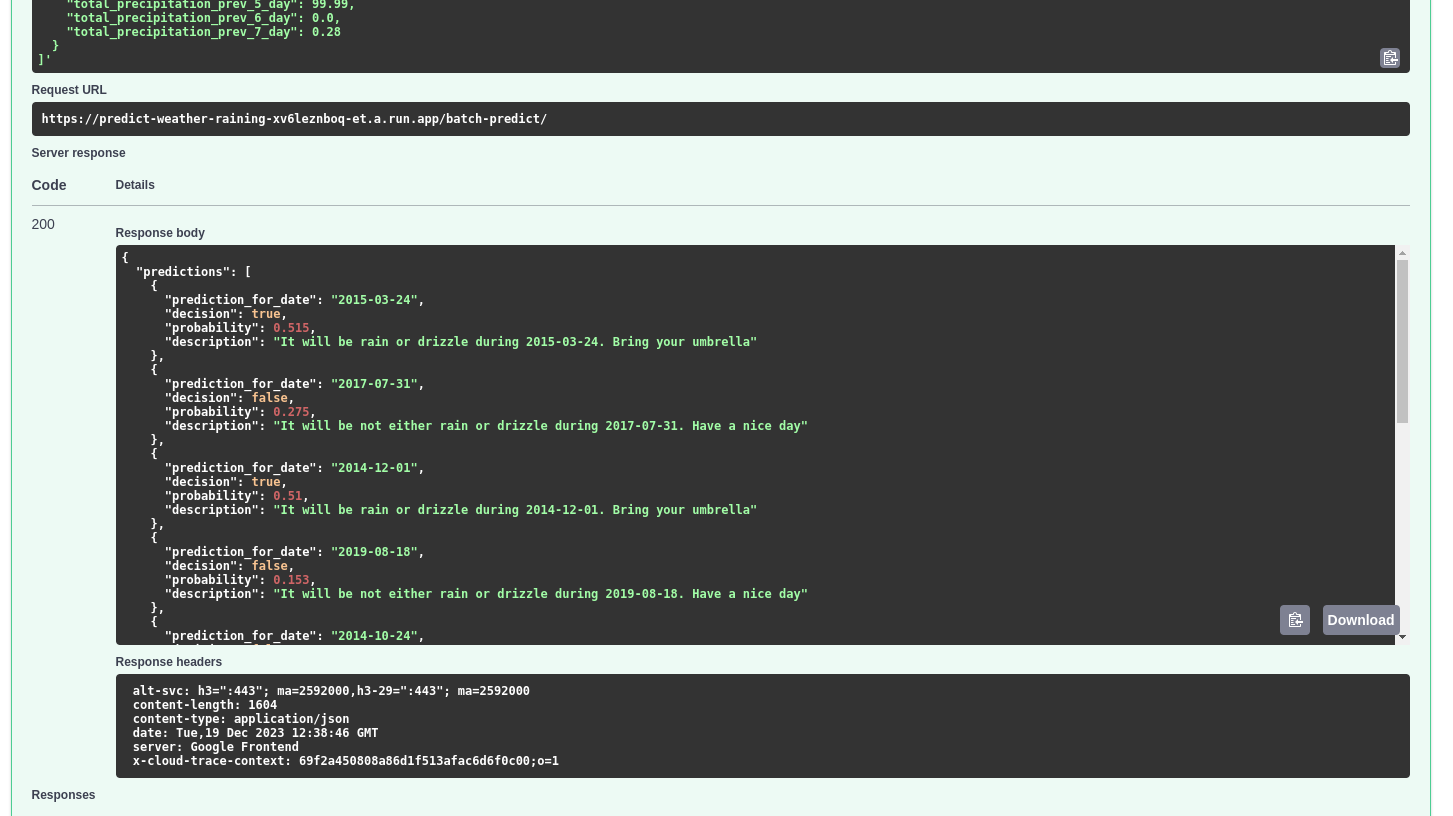 "total_precipitation_prev_5_day": 99.99,
"total_precipitation_prev_6_day": 0.0,
"total_precipitation_prev_7_day": 0.28
}
]'
Request URL
https://predict-weather-raining-xv6leznboq-et.a.run.app/batch-predict/
Server response
Code Details
200
Response body
{
"predictions": [
{
"prediction_for_date": "2015-03-24",
"decision": true,
"probability": 0.515,
"description": "It will be rain or drizzle during 2015-03-24. Bring your umbrella"
},
{
"prediction_for_date": "2017-07-31",
"decision": false,
"probability": 0.275,
"description": "It will be not either rain or drizzle during 2017-07-31. Have a nice day"
},
{
"prediction_for_date": "2014-12-01",
"decision": true,
"probability": 0.51,
"description": "It will be rain or drizzle during 2014-12-01. Bring your umbrella"
},
{
"prediction_for_date": "2019-08-18",
"decision": false,
"probability": 0.153,
"description": "It will be not either rain or drizzle during 2019-08-18. Have a nice day"
},
{
"prediction_for_date": "2014-10-24",
Download
Response headers
alt-svc: h3=":443"; ma=2592000,h3-29=":443"; ma=2592000
content-length: 1604
content-type: application/json
date: Tue,19 Dec 2023 12:38:46 GMT
server: Google Frontend
x-cloud-trace-context: 69f2a450808a86d1f513afac6d6f0c00;o=1
Responses